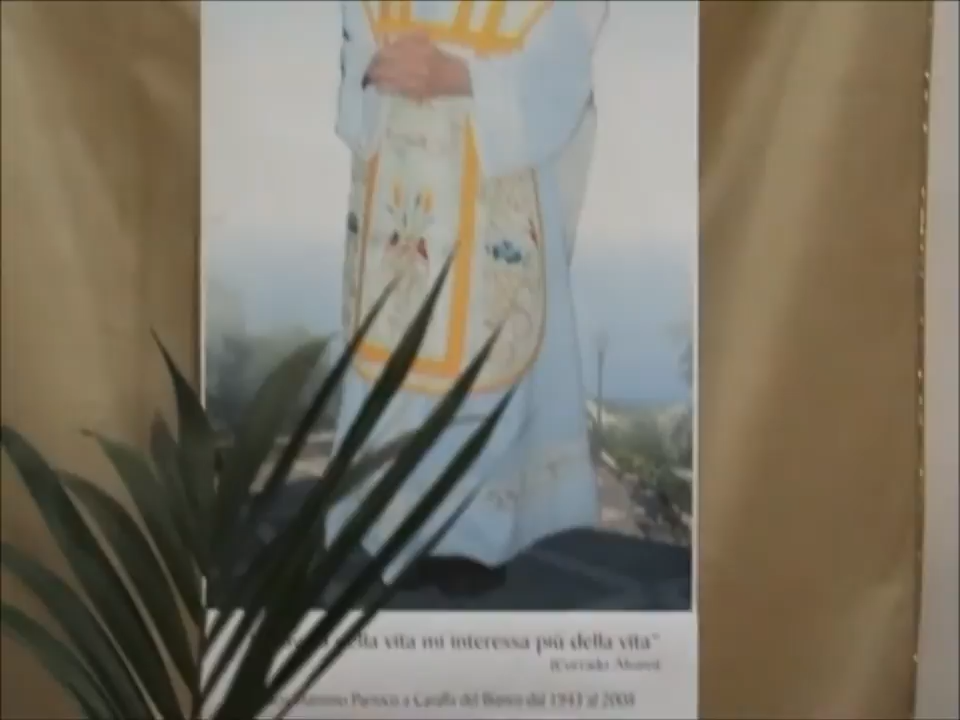 della vita mi interessa più della vita"
(Corrado Alvaro)
Parroco a Caraffa del Bianco dal 1943 al 2008